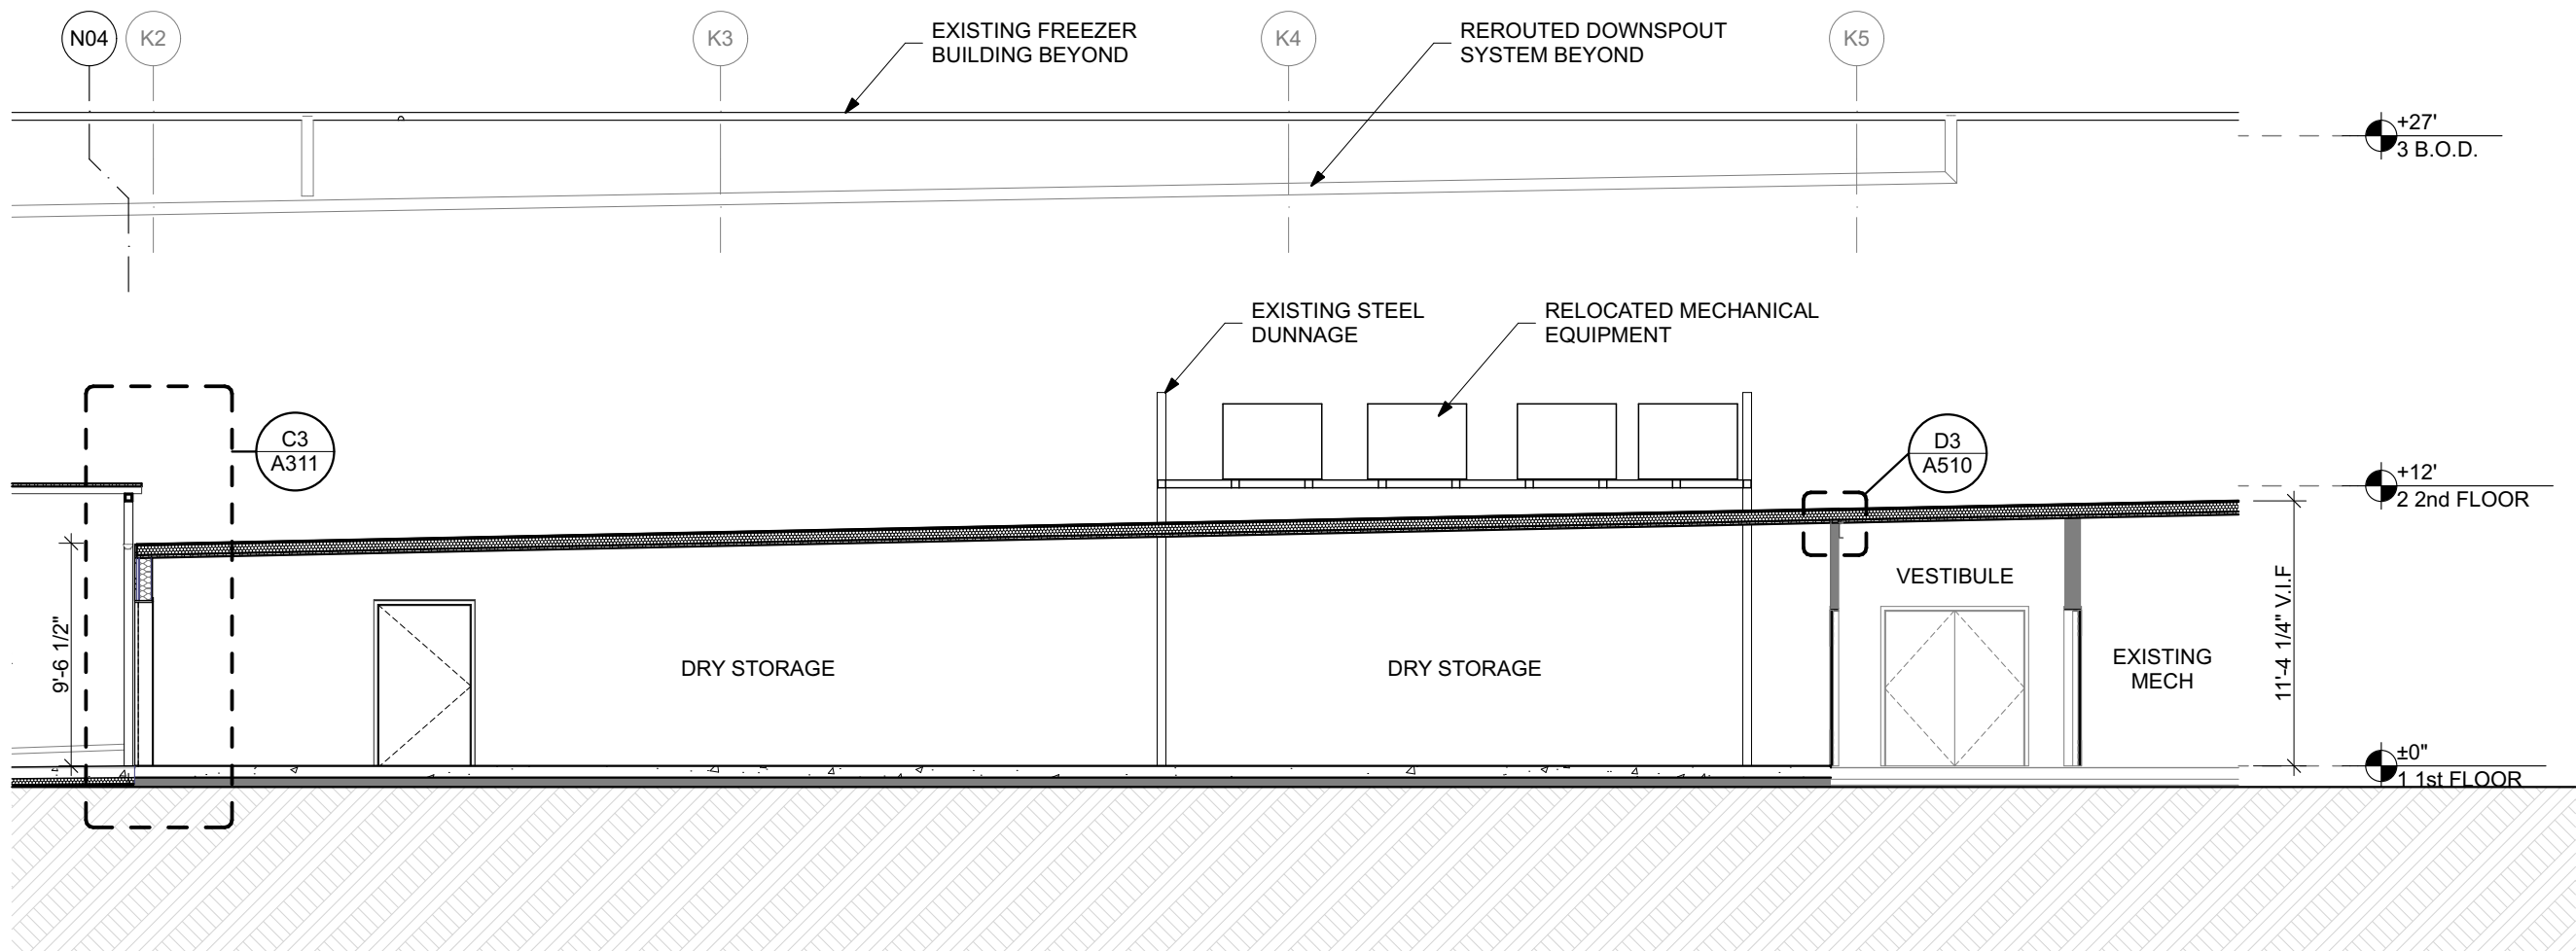 N04
K2
K3
K4
K5
EXISTING FREEZER
BUILDING BEYOND
REROUTED DOWNSPOUT
SYSTEM BEYOND
+27'
3 B.O.D.
EXISTING STEEL
DUNNAGE
RELOCATED MECHANICAL
EQUIPMENT
C3
A311
D3
A510
+12'
2 2nd FLOOR
VESTIBULE
9'-6 1/2"
DRY STORAGE
DRY STORAGE
EXISTING
MECH
11'-4 1/4" V.I.F
±0"
1 1st FLOOR